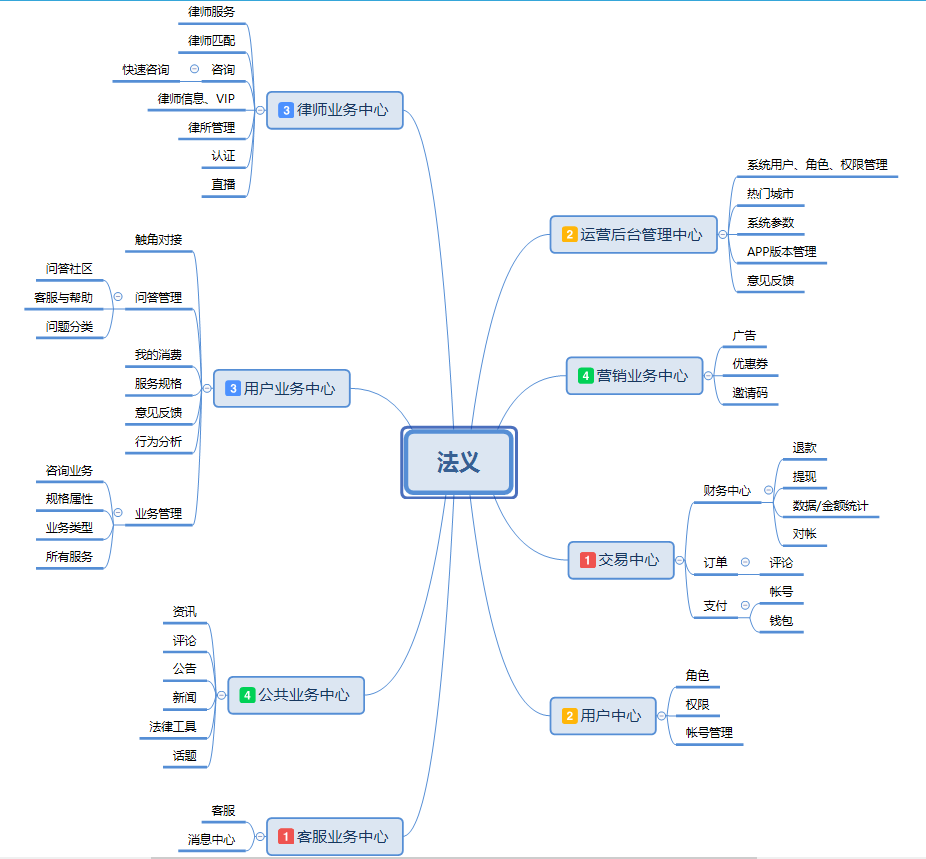 法义
2 运营后台管理中心
系统用户、角色、权限管理
热门城市
系统参数
APP版本管理
意见反馈
4 营销业务中心
广告
优惠券
邀请码
1 交易中心
财务中心
退款
提现
数据/金额统计
对帐
订单
评论
支付
帐号
钱包
2 用户中心
角色
权限
帐号管理
3 律师业务中心
律师服务
律师匹配
咨询
快速咨询
律师信息、VIP
律所管理
认证
直播
3 用户业务中心
触角对接
问答管理
问答社区
客服与帮助
问题分类
我的消费
服务规格
意见反馈
行为分析
业务管理
咨询业务
规格属性
业务类型
所有服务
4 公共业务中心
资讯
评论
公告
新闻
法律工具
话题
1 客服业务中心
客服
消息中心